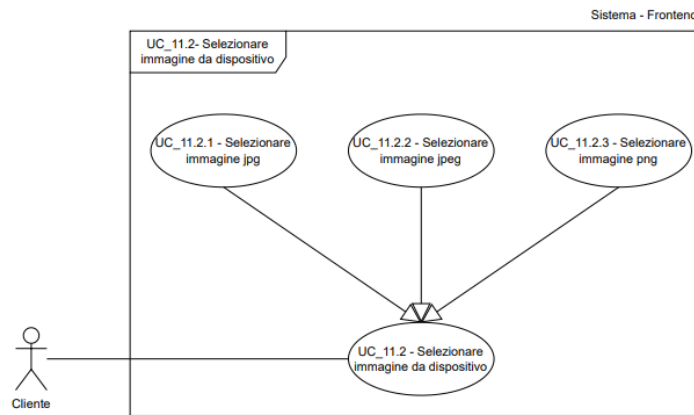 Sistema - Frontend
UC_11.2- Selezionare
immagine da dispositivo
UC_11.2.1 - Selezionare
immagine jpg
UC_11.2.2 - Selezionare
immagine jpeg
UC_11.2.3 - Selezionare
immagine png
UC_11.2 - Selezionare
immagine da dispositivo
Cliente